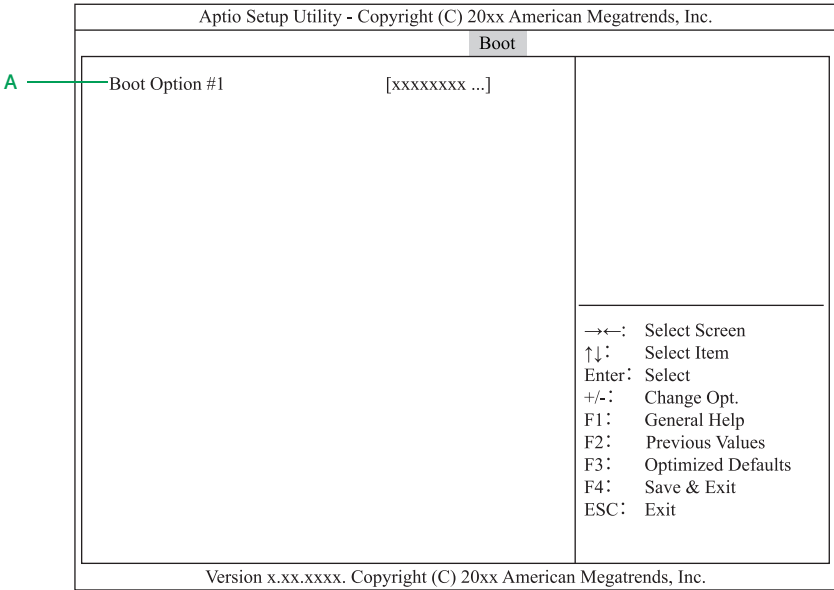 Aptio Setup Utility - Copyright (C) 20xx American Megatrends, Inc.
Boot
A
Boot Option #1 [xxxxxxxx ...]
→←: Select Screen
↑↓: Select Item
Enter: Select
+/-: Change Opt.
F1: General Help
F2: Previous Values
F3: Optimized Defaults
F4: Save & Exit
ESC: Exit
Version x.xx.xxxx. Copyright (C) 20xx American Megatrends, Inc.